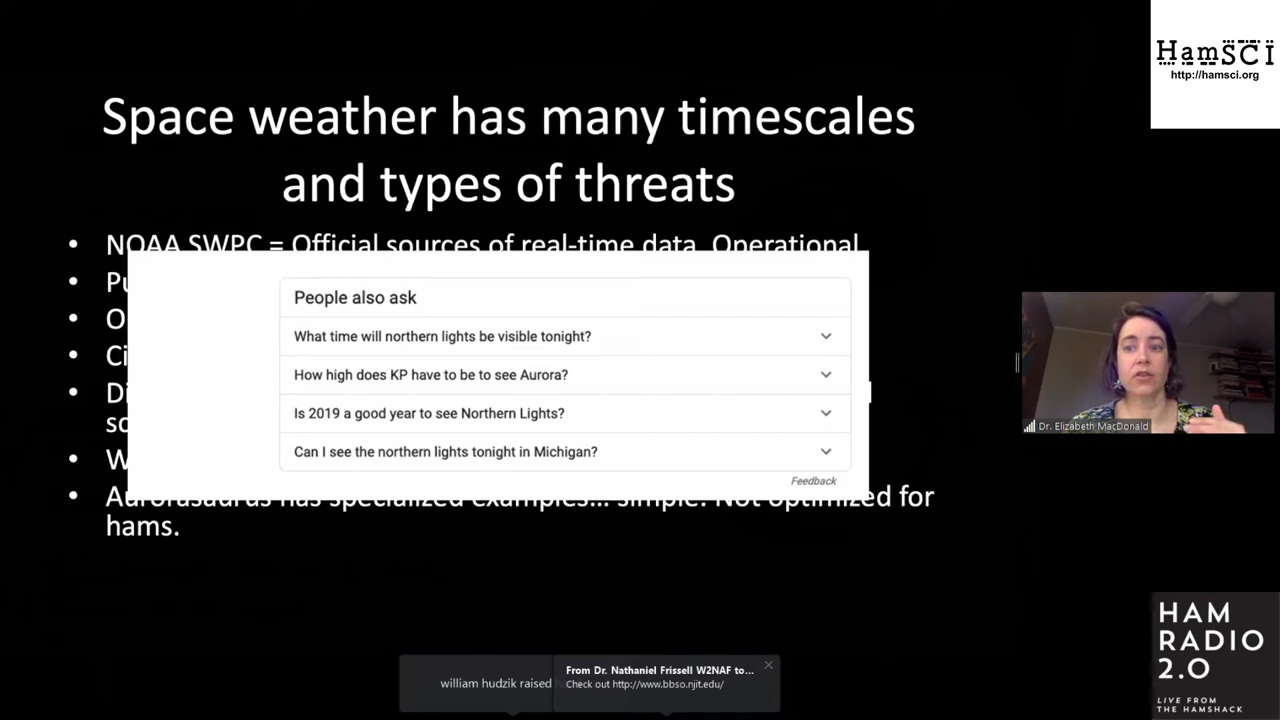 HamSCI
http://hamsci.org
Space weather has many timescales
and types of threats
• NOAA SWPC = Official sources of real-time data. Operational
•
•
•
•
•
• Aurorasaurus has specialized examples... simple. Not optimized for
hams.
People also ask
What time will northern lights be visible tonight?
How high does KP have to be to see Aurora?
Is 2019 a good year to see Northern Lights?
Can I see the northern lights tonight in Michigan?
Feedback
Dr. Elizabeth MacDonald
william hudzik raised
From Dr. Nathaniel Frissell W2NAF to...
Check out http://www.bbso.njit.edu/
HAM
RADIO
2.0
LIVE FROM
THE HAMSHACK